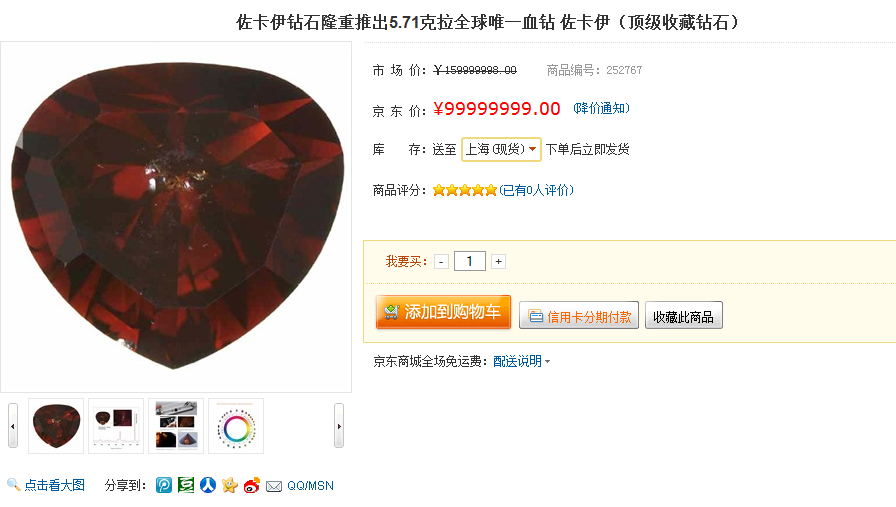 佐卡伊钻石隆重推出5.71克拉全球唯一血钻 佐卡伊（顶级收藏钻石）
市 场 价：￥159999998.00 商品编号：252767
京 东 价：¥99999999.00 (降价通知)
库 存：送至 上海(现货) 下单后立即发货
商品评分： (已有0人评价)
我要买： - 1 +
添加到购物车 信用卡分期付款 收藏此商品
京东商城全场免运费：配送说明
点击看大图 分享到： QQ/MSN